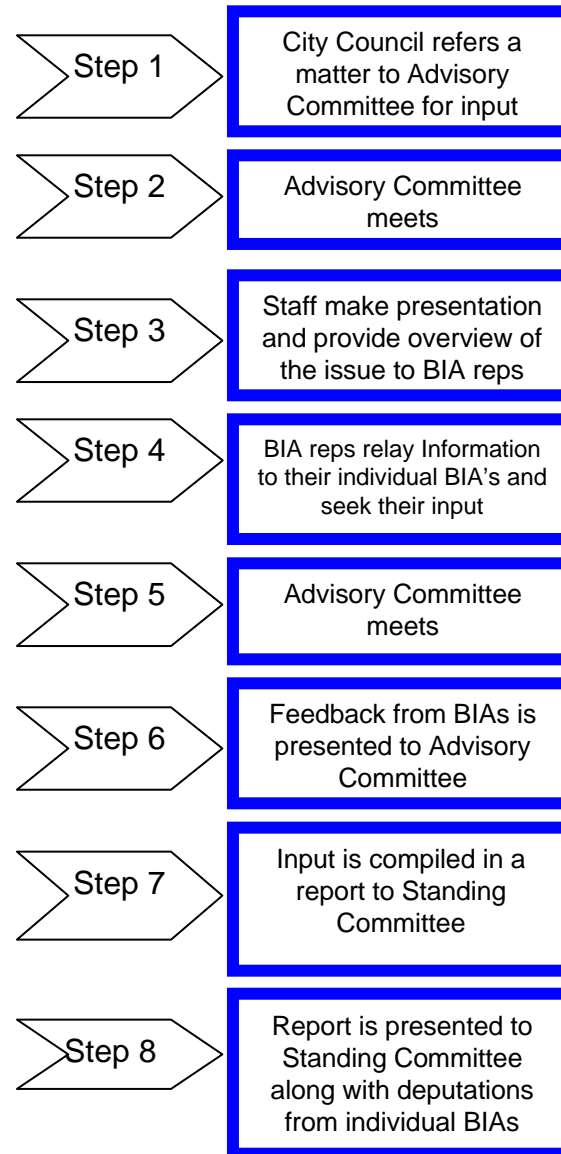 Step 1
City Council refers a
matter to Advisory
Committee for input
Step 2
Advisory Committee
meets
Step 3
Staff make presentation
and provide overview of
the issue to BIA reps
Step 4
BIA reps relay Information
to their individual BIA's and
seek their input
Step 5
Advisory Committee
meets
Step 6
Feedback from BIAs is
presented to Advisory
Committee
Step 7
Input is compiled in a
report to Standing
Committee
Step 8
Report is presented to
Standing Committee
along with deputations
from individual BIAs